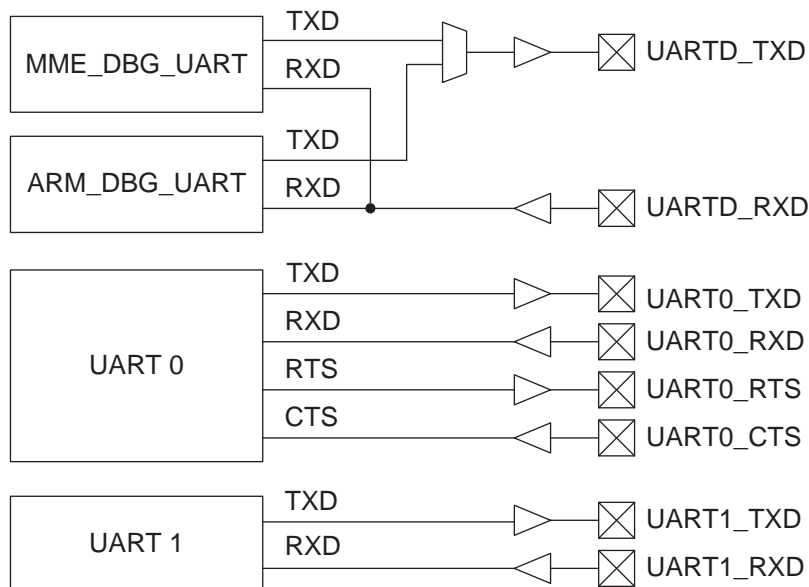 TXD
MME_DBG_UART
RXD
UARTD_TXD
TXD
ARM_DBG_UART
RXD
UARTD_RXD
TXD
UART0_TXD
RXD
UART0_RXD
UART 0
RTS
UART0_RTS
CTS
UART0_CTS
TXD
UART1_TXD
UART 1
RXD
UART1_RXD